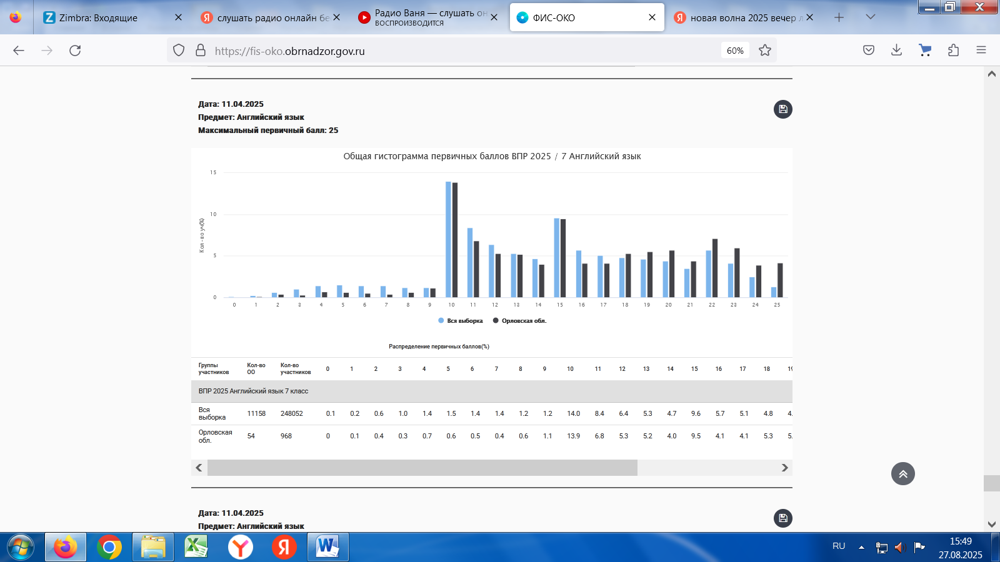 Zimbra: Входящие
слушать радио онлайн бе
Радио Ваня — слушать он
ВОСПРОИЗВОДИТСЯ
ФИС-ОКО
новая волна 2025 вечер л
https://fis-oko.obrnadzor.gov.ru
60%
Дата: 11.04.2025
Предмет: Английский язык
Максимальный первичный балл: 25
Общая гистограмма первичных баллов ВПР 2025 / 7 Английский язык
Кол-во уч(%)
15
10
5
0
0 1 2 3 4 5 6 7 8 9 10 11 12 13 14 15 16 17 18 19 20 21 22 23 24 25
Вся выборка Орловская обл.
Распределение первичных баллов(%)
Группы участников Кол-во ОО Кол-во участников 0 1 2 3 4 5 6 7 8 9 10 11 12 13 14 15 16 17 18 19
ВПР 2025 Английский язык 7 класс
Вся выборка 11158 248052 0.1 0.2 0.6 1.0 1.4 1.5 1.4 1.4 1.2 1.2 14.0 8.4 6.4 5.3 4.7 9.6 5.7 5.1 4.8 4.
Орловская обл. 54 968 0 0.1 0.4 0.3 0.7 0.6 0.5 0.4 0.6 1.1 13.9 6.8 5.3 5.2 4.0 9.5 4.1 4.1 5.3 5.
Дата: 11.04.2025
Предмет: Английский язык
RU
15:49
27.08.2025